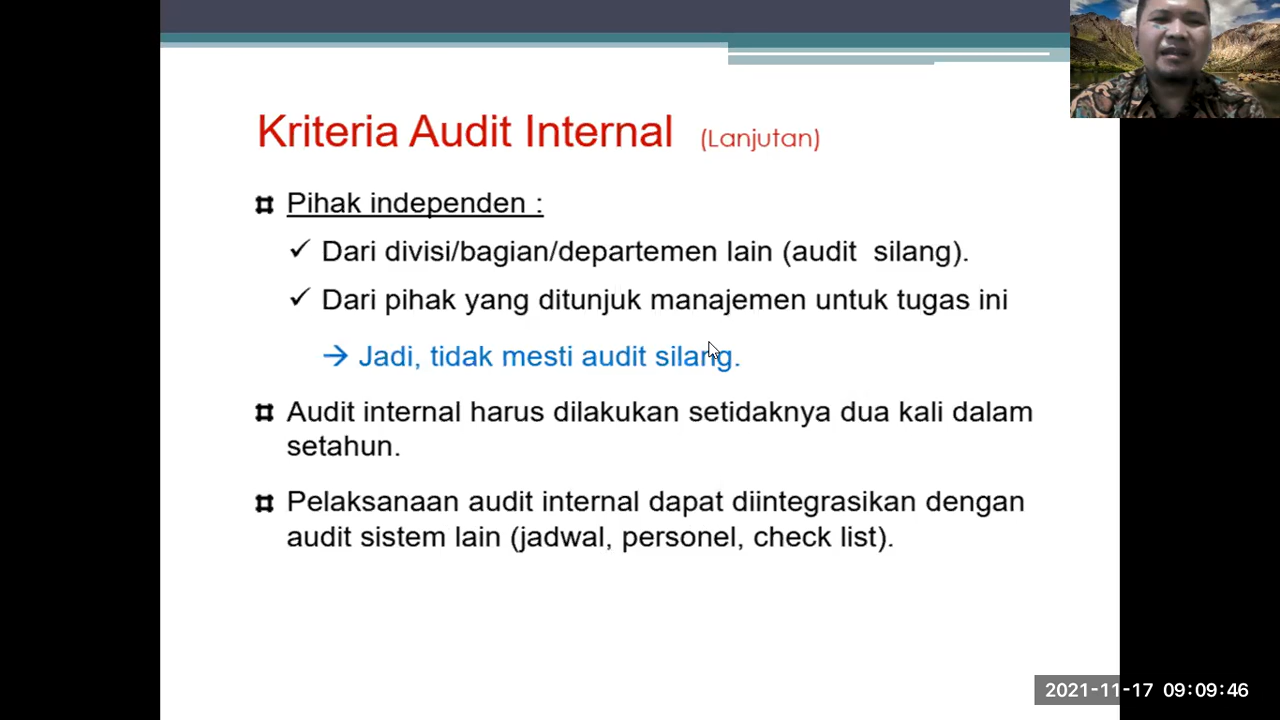 Kriteria Audit Internal (Lanjutan)
Pihak independen :
✓ Dari divisi/bagian/departemen lain (audit silang).
✓ Dari pihak yang ditunjuk manajemen untuk tugas ini
→ Jadi, tidak mesti audit silang.
Audit internal harus dilakukan setidaknya dua kali dalam
setahun.
Pelaksanaan audit internal dapat diintegrasikan dengan
audit sistem lain (jadwal, personel, check list).
2021-11-17 09:09:46